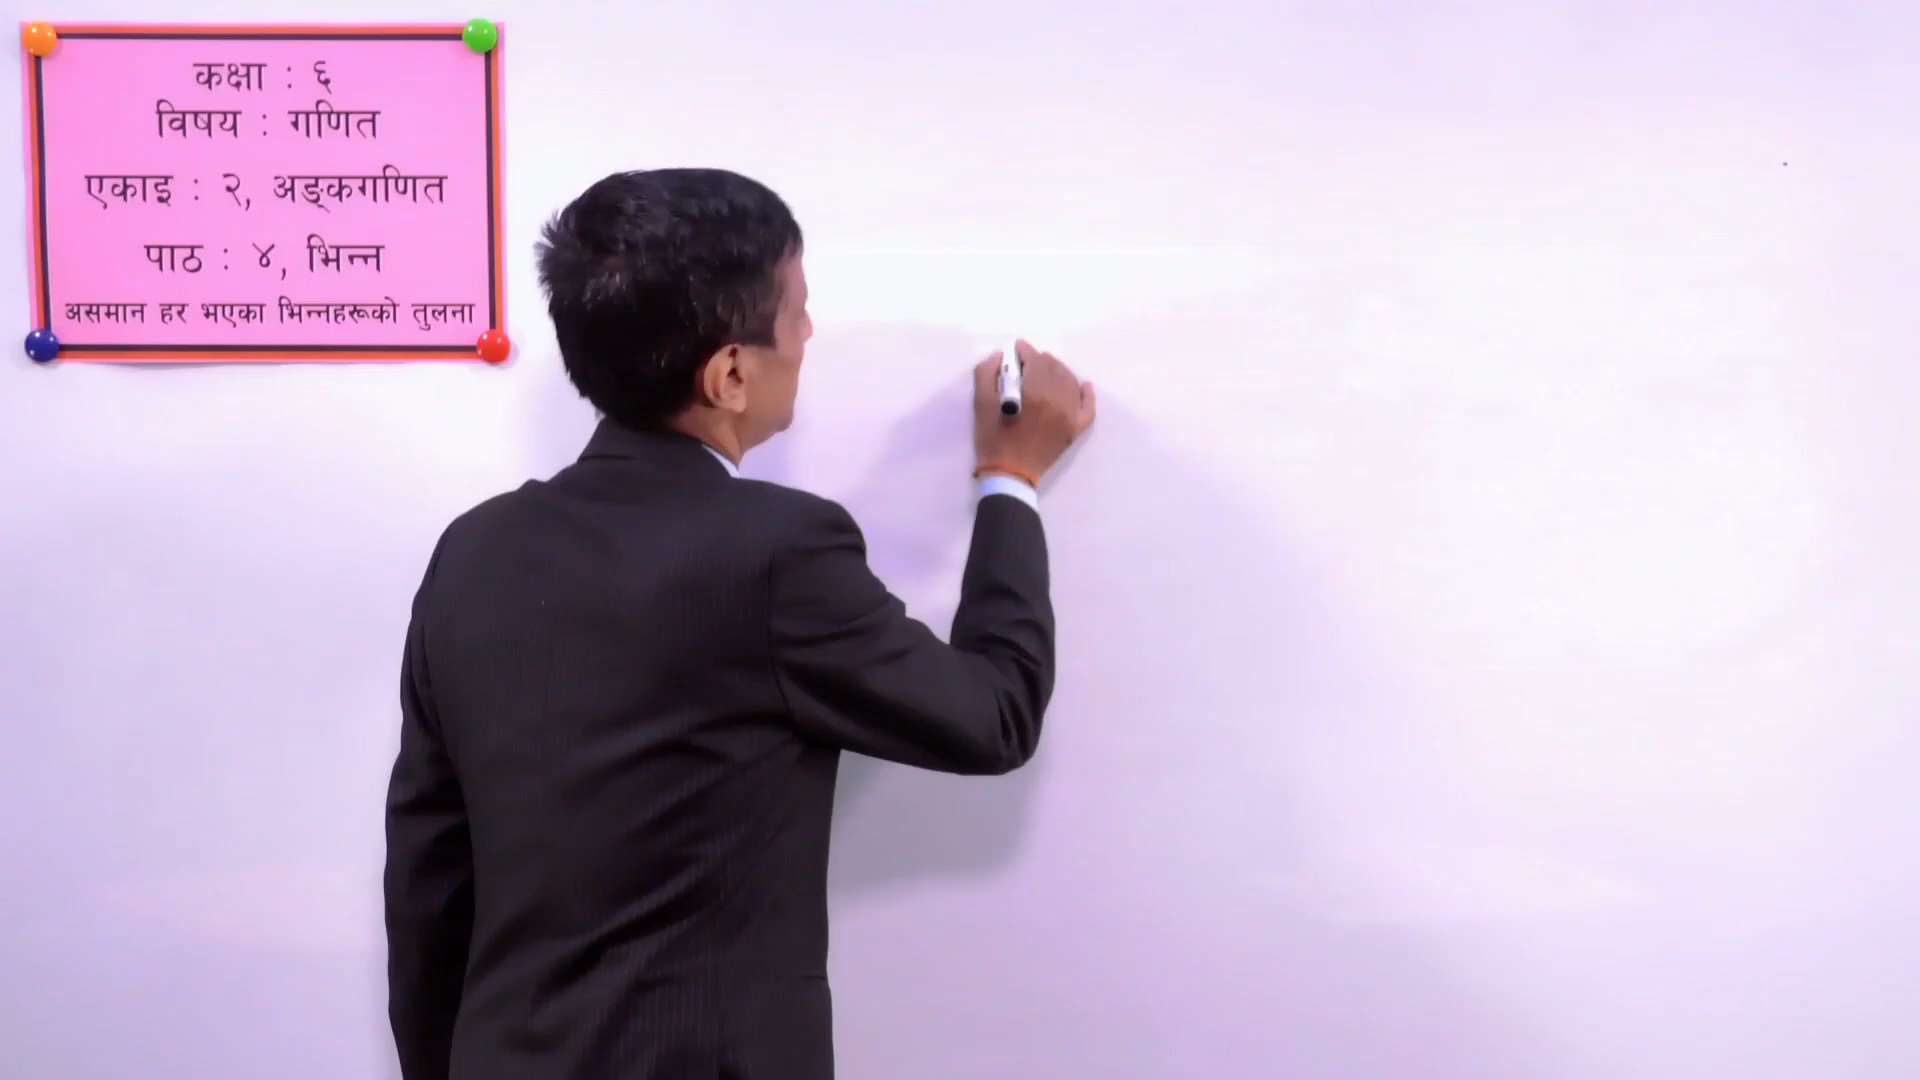 कक्षा : ६
विषय : गणित
एकाइ : २, अङ्कगणित
पाठ : ४, भिन्न
असमान हर भएका भिन्नहरूको तुलना